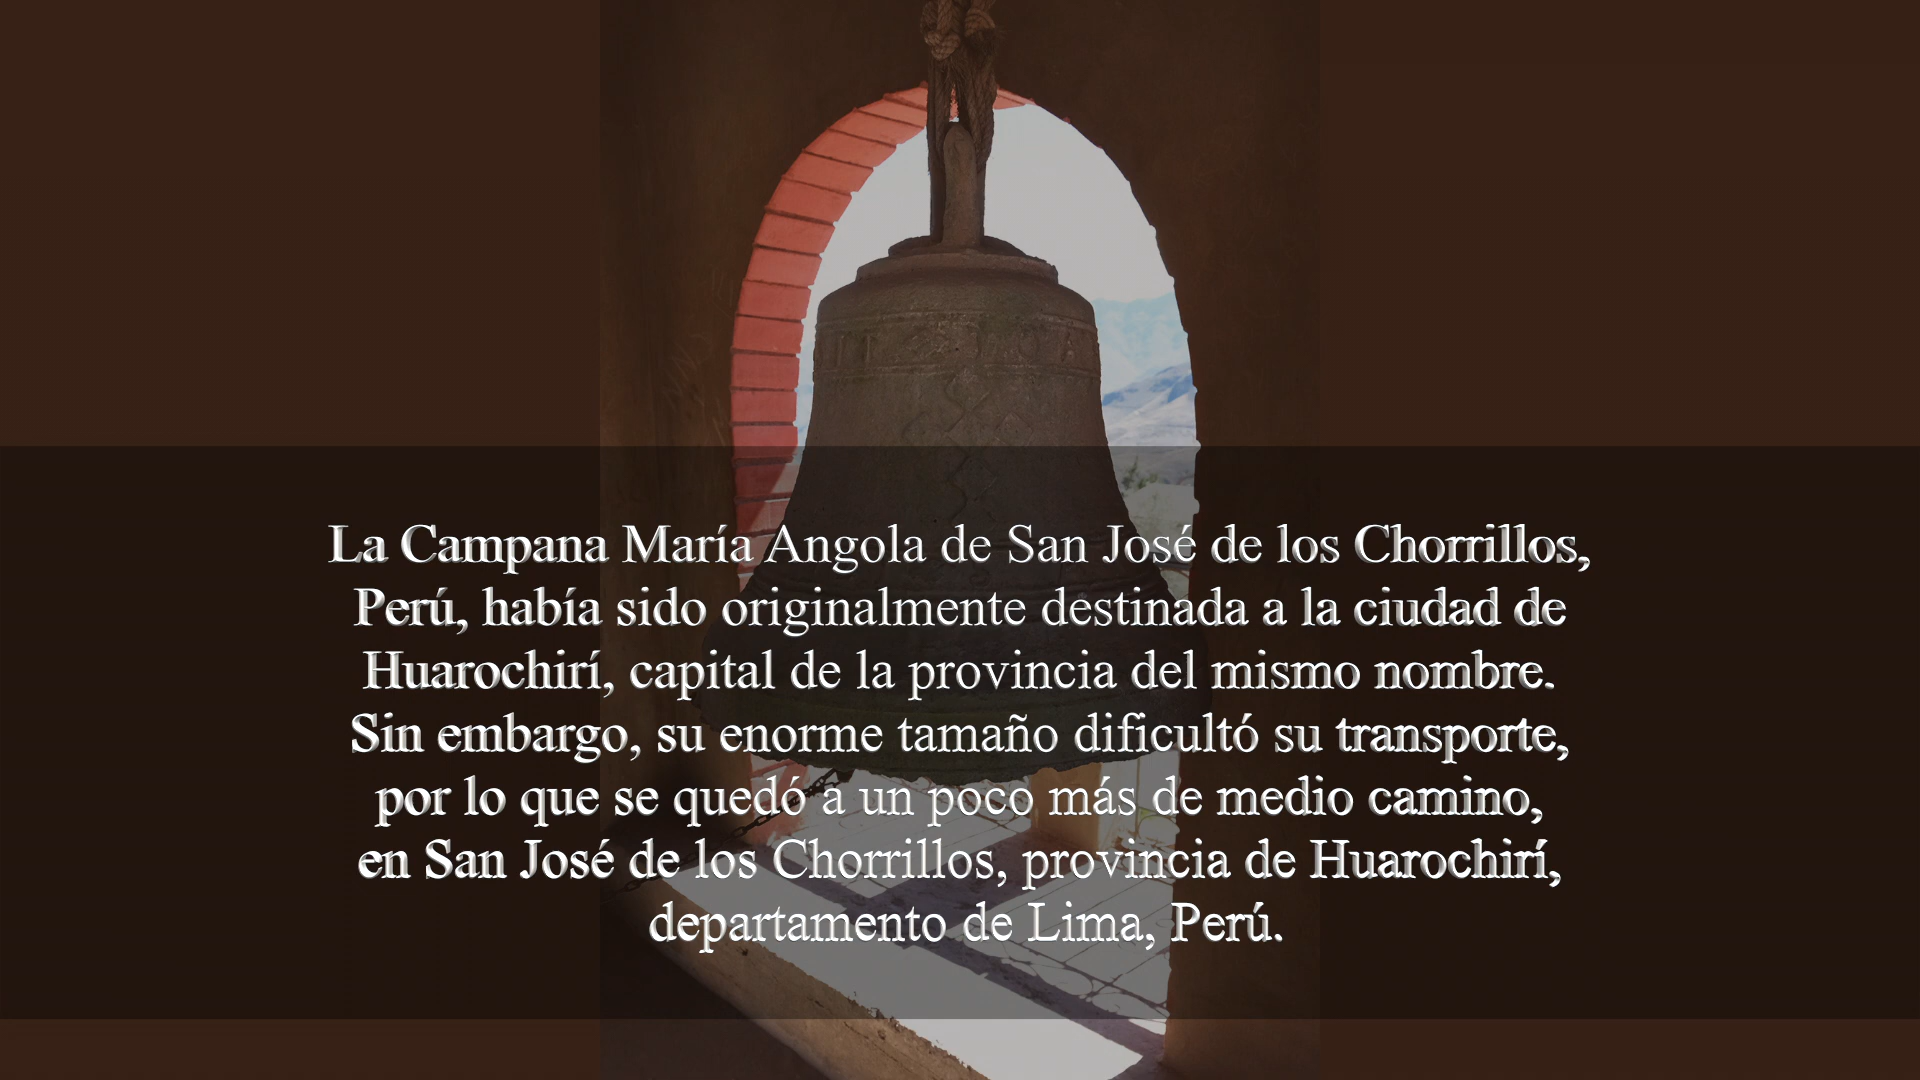 La Campana María Angola de San José de los Chorrillos,
Perú, había sido originalmente destinada a la ciudad de
Huarochirí, capital de la provincia del mismo nombre.
Sin embargo, su enorme tamaño dificultó su transporte,
por lo que se quedó a un poco más de medio camino,
en San José de los Chorrillos, provincia de Huarochirí,
departamento de Lima, Perú.